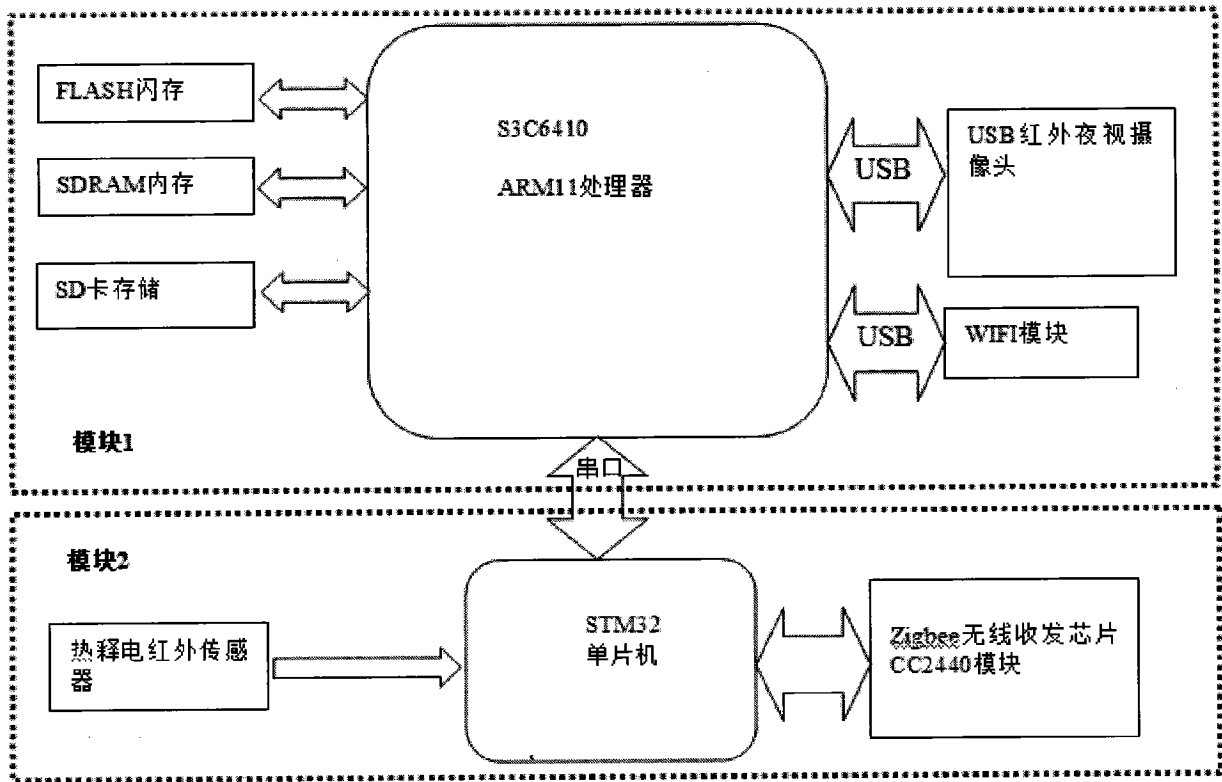 FLASH闪存
SDRAM内存
SD卡存储
S3C6410
ARM11处理器
USB
USB红外夜视摄
像头
USB
WIFI模块
模块1
串口
模块2
热释电红外传感
器
STM32
单片机
Zigbee无线收发芯片
CC2440模块